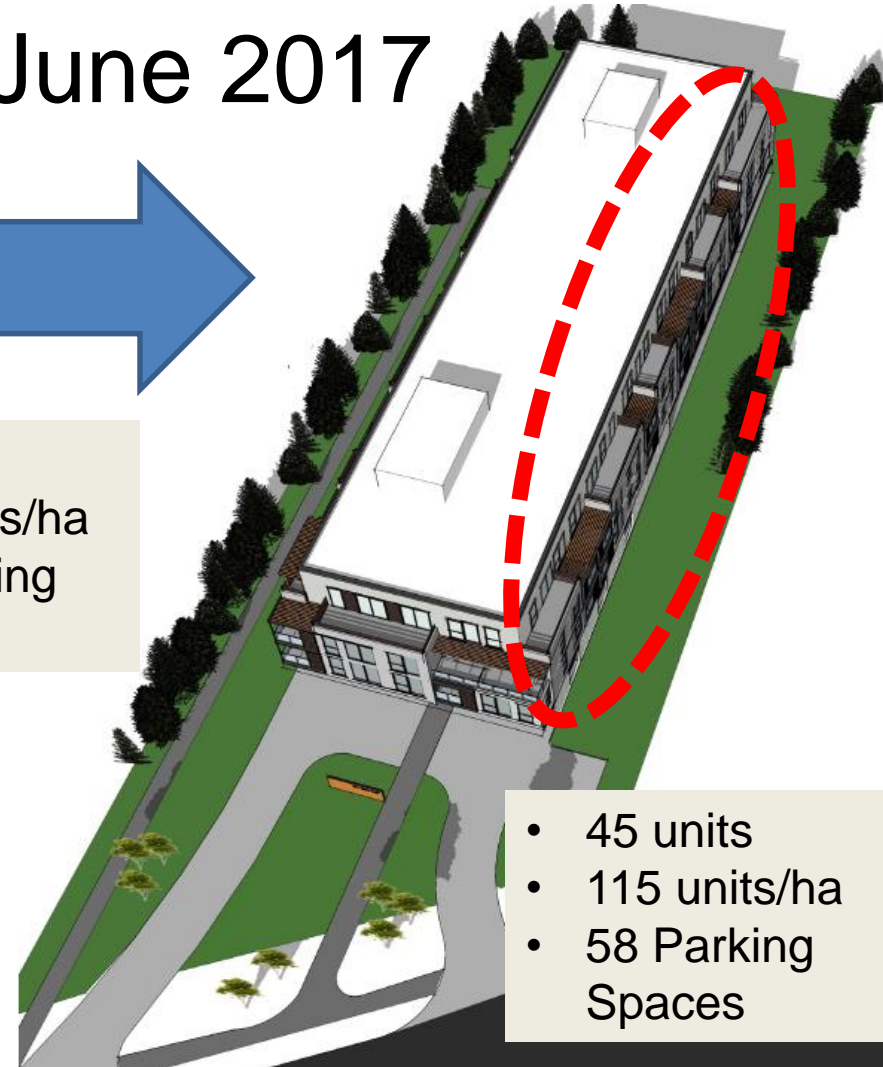 June 2017
s/ha
ing
• 45 units
• 115 units/ha
• 58 Parking
Spaces